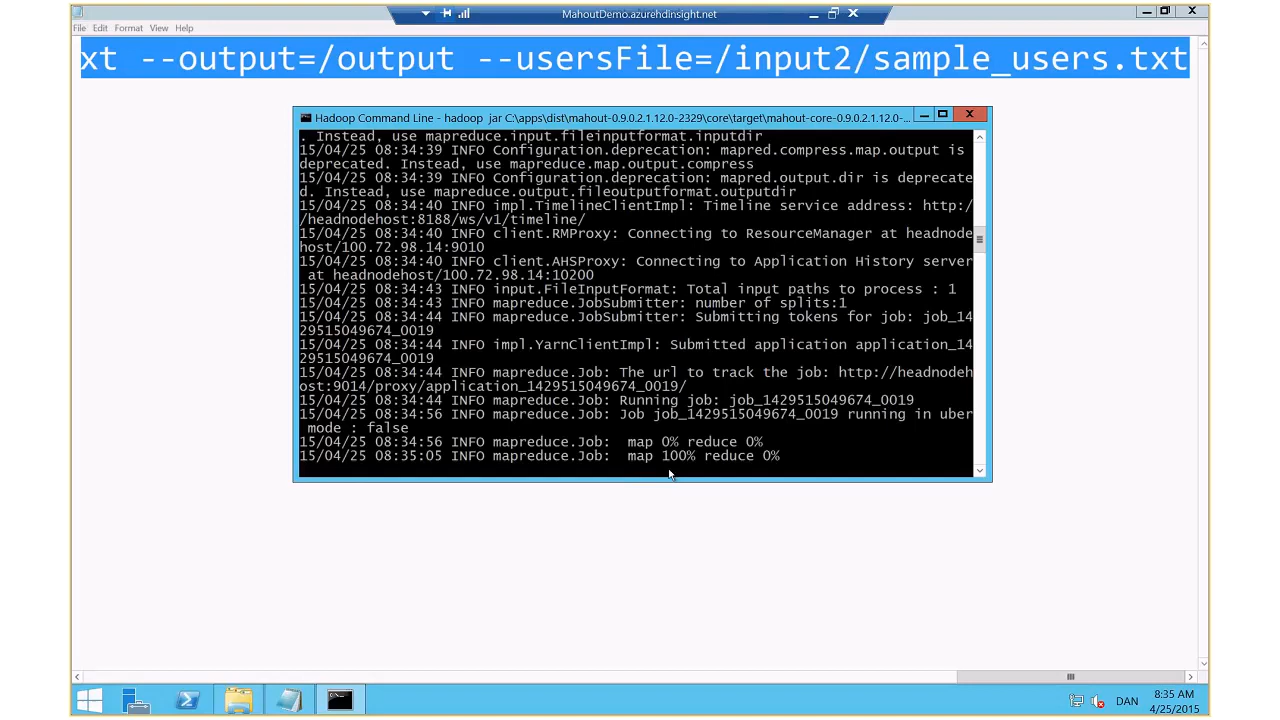 MahoutDemo.azurehdinsight.net
File Edit Format View Help
xt --output=/output --usersFile=/input2/sample_users.txt
Hadoop Command Line - hadoop jar C:\apps\dist\mahout-0.9.0.2.1.12.0-2329\core\target\mahout-core-0.9.0.2.1.12.0-...
. Instead, use mapreduce.input.fileinputformat.inputdir
15/04/25 08:34:39 INFO Configuration.deprecation: mapred.compress.map.output is
deprecated. Instead, use mapreduce.map.output.compress
15/04/25 08:34:39 INFO Configuration.deprecation: mapred.output.dir is deprecate
d. Instead, use mapreduce.output.fileoutputformat.outputdir
15/04/25 08:34:40 INFO impl.TimelineClientImpl: Timeline service address: http:/
/headnodehost:8188/ws/v1/timeline/
15/04/25 08:34:40 INFO client.RMProxy: Connecting to ResourceManager at headnode
host/100.72.98.14:9010
15/04/25 08:34:40 INFO client.AHSProxy: Connecting to Application History server
at headnodehost/100.72.98.14:10200
15/04/25 08:34:43 INFO input.FileInputFormat: Total input paths to process : 1
15/04/25 08:34:43 INFO mapreduce.JobSubmitter: number of splits:1
15/04/25 08:34:44 INFO mapreduce.JobSubmitter: Submitting tokens for job: job_14
29515049674_0019
15/04/25 08:34:44 INFO impl.YarnClientImpl: Submitted application application_14
29515049674_0019
15/04/25 08:34:44 INFO mapreduce.Job: The url to track the job: http://headnodeh
ost:9014/proxy/application_1429515049674_0019/
15/04/25 08:34:44 INFO mapreduce.Job: Running job: job_1429515049674_0019
15/04/25 08:34:56 INFO mapreduce.Job: Job job_1429515049674_0019 running in uber
mode : false
15/04/25 08:34:56 INFO mapreduce.Job: map 0% reduce 0%
15/04/25 08:35:05 INFO mapreduce.Job: map 100% reduce 0%
DAN
8:35 AM
4/25/2015